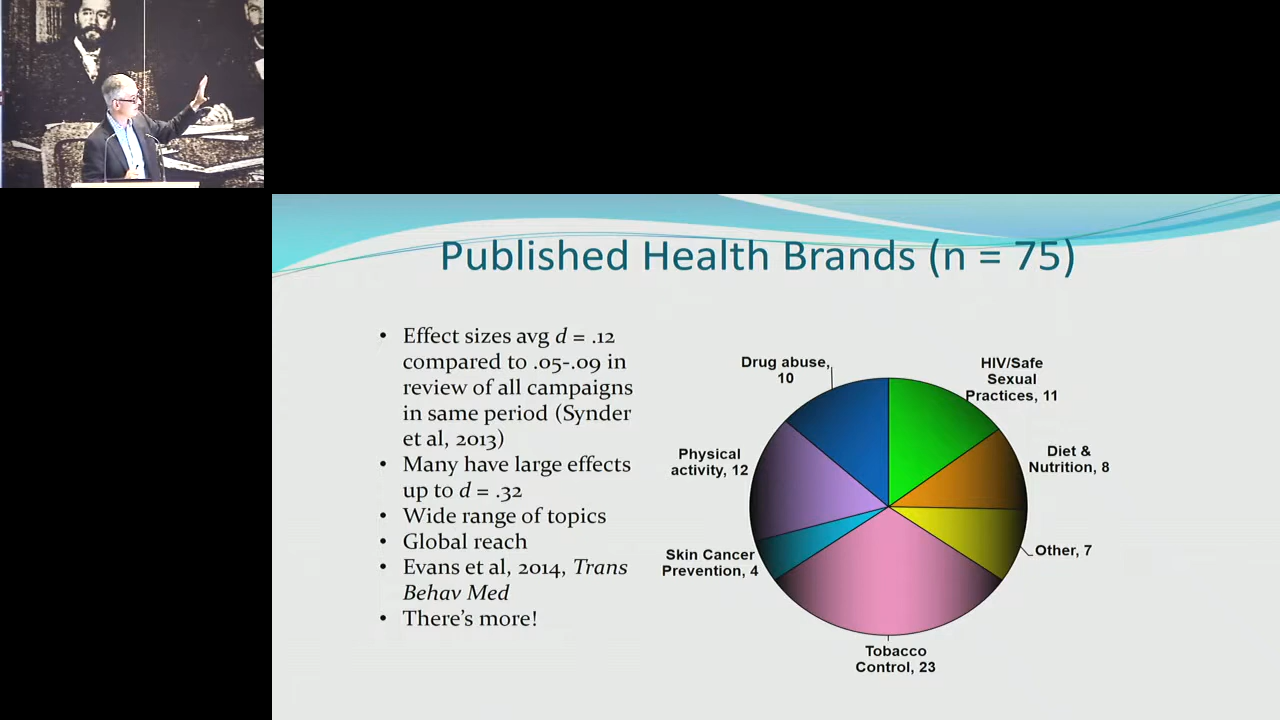 Published Health Brands (n = 75)
• Effect sizes avg d = .12
compared to .05-.09 in
review of all campaigns
in same period (Synder
et al, 2013)
• Many have large effects
up to d = .32
• Wide range of topics
• Global reach
• Evans et al, 2014, Trans
Behav Med
• There's more!
Drug abuse,
10
HIV/Safe
Sexual
Practices, 11
Physical
activity, 12
Diet &
Nutrition, 8
Skin Cancer
Prevention, 4
Other, 7
Tobacco
Control, 23